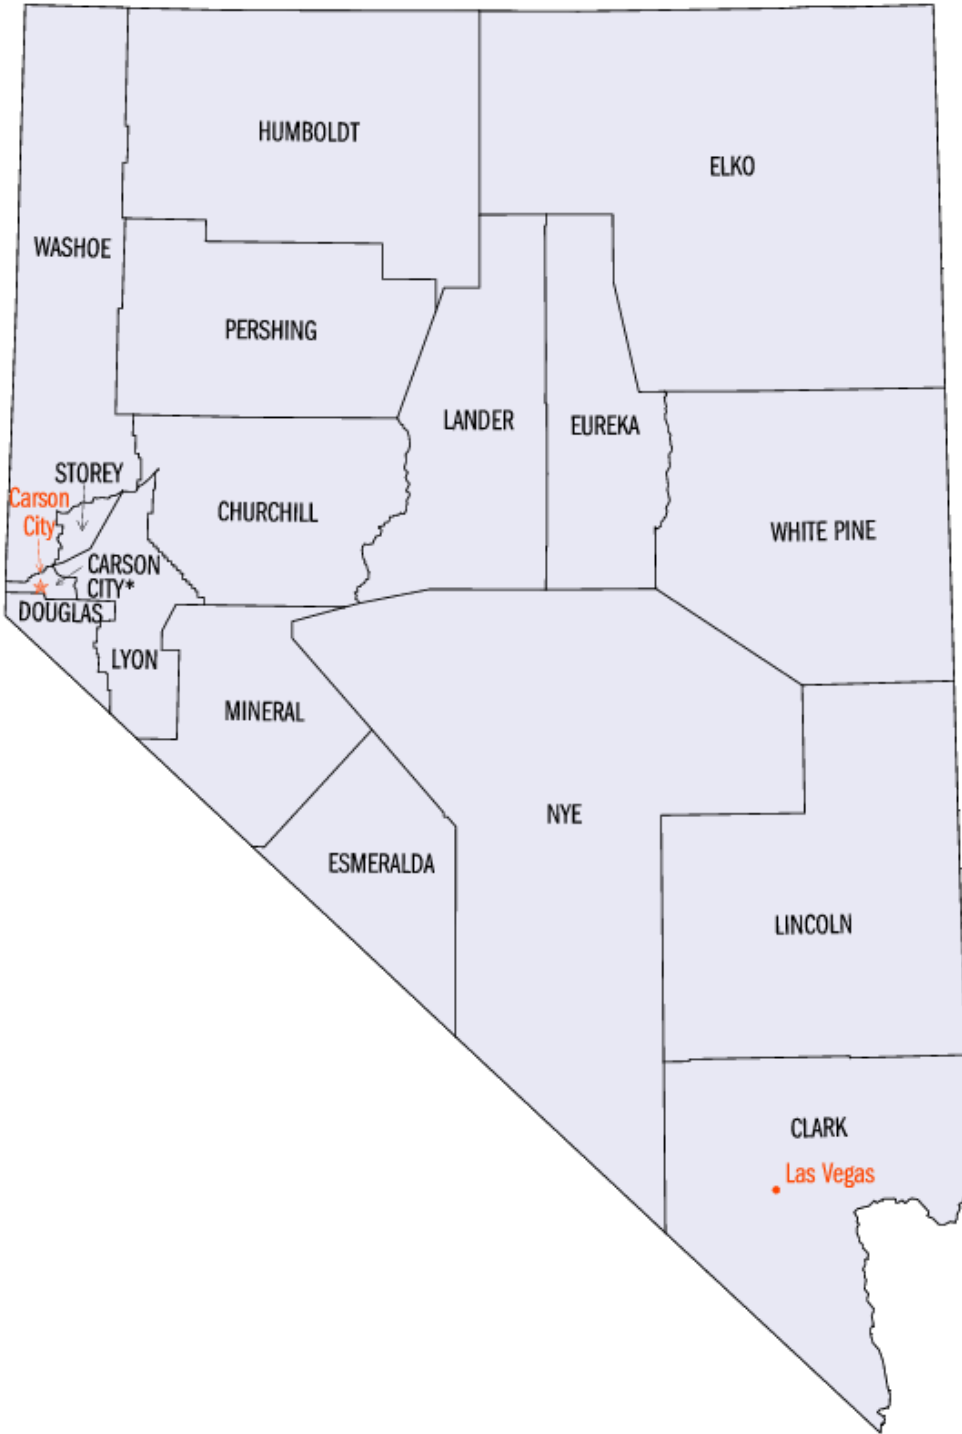 HUMBOLDT
ELKO
WASHOE
PERSHING
LANDER
EUREKA
STOREY
Carson
City
CHURCHILL
WHITE PINE
CARSON
CITY*
DOUGLAS
LYON
MINERAL
NYE
ESMERALDA
LINCOLN
CLARK
Las Vegas